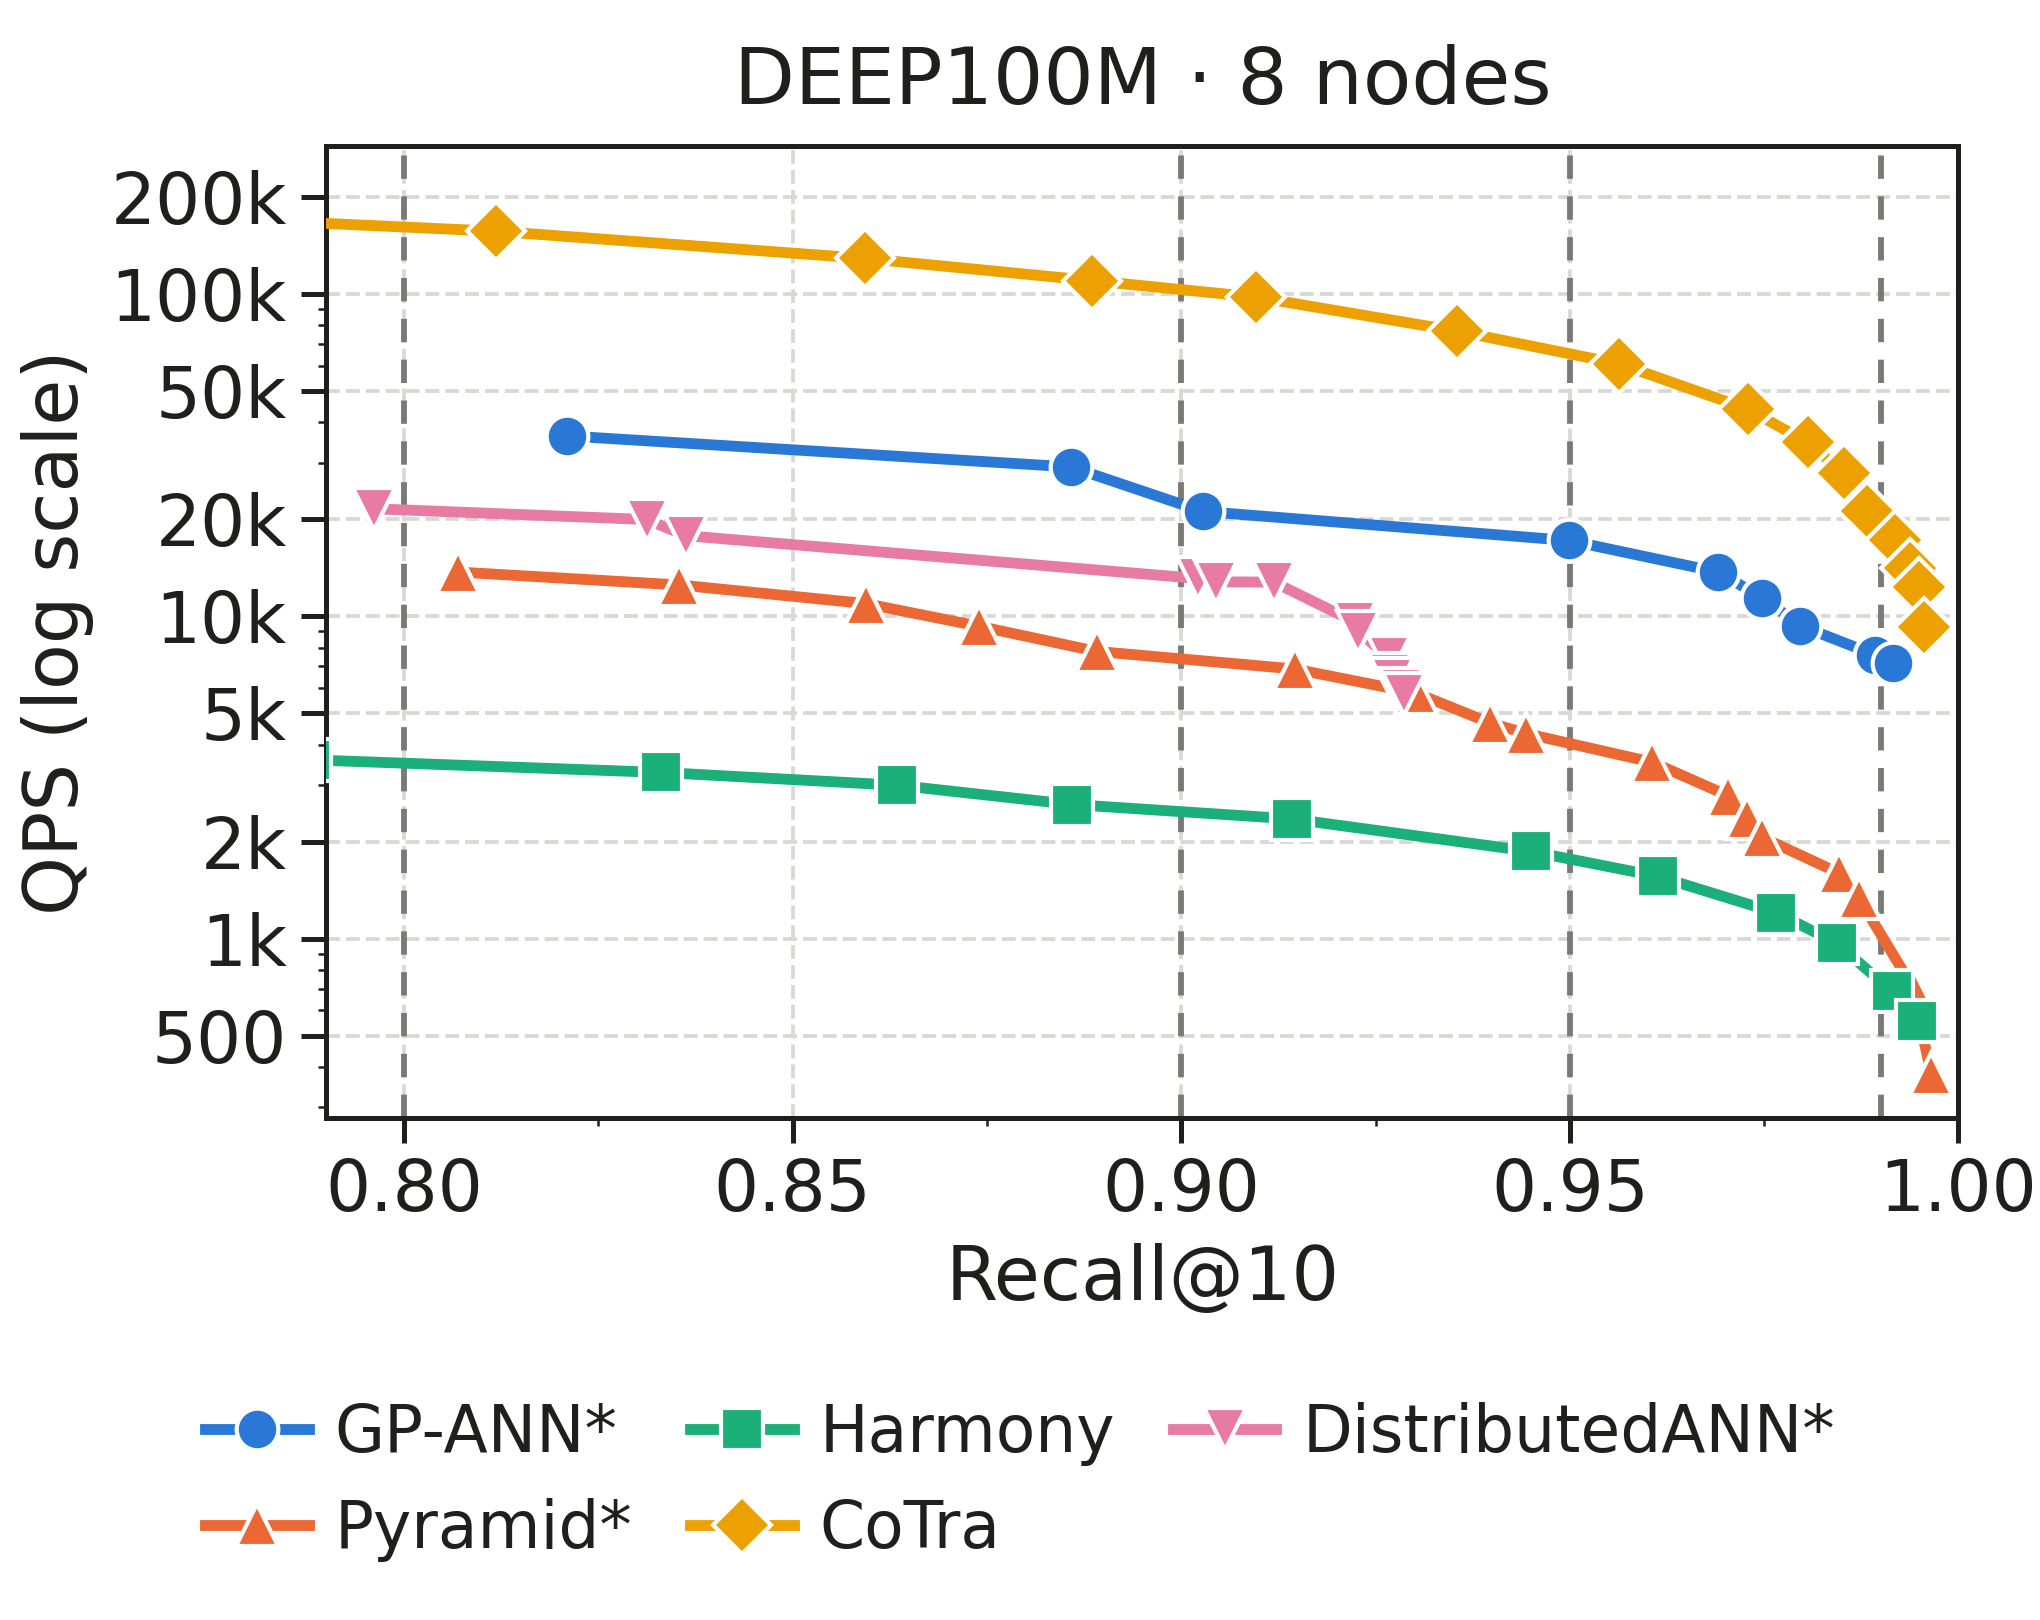 DEEP100M · 8 nodes
QPS (log scale)
200k
100k
50k
20k
10k
5k
2k
1k
500
0.80 0.85 0.90 0.95 1.00
Recall@10
GP-ANN* Harmony DistributedANN*
Pyramid* CoTra